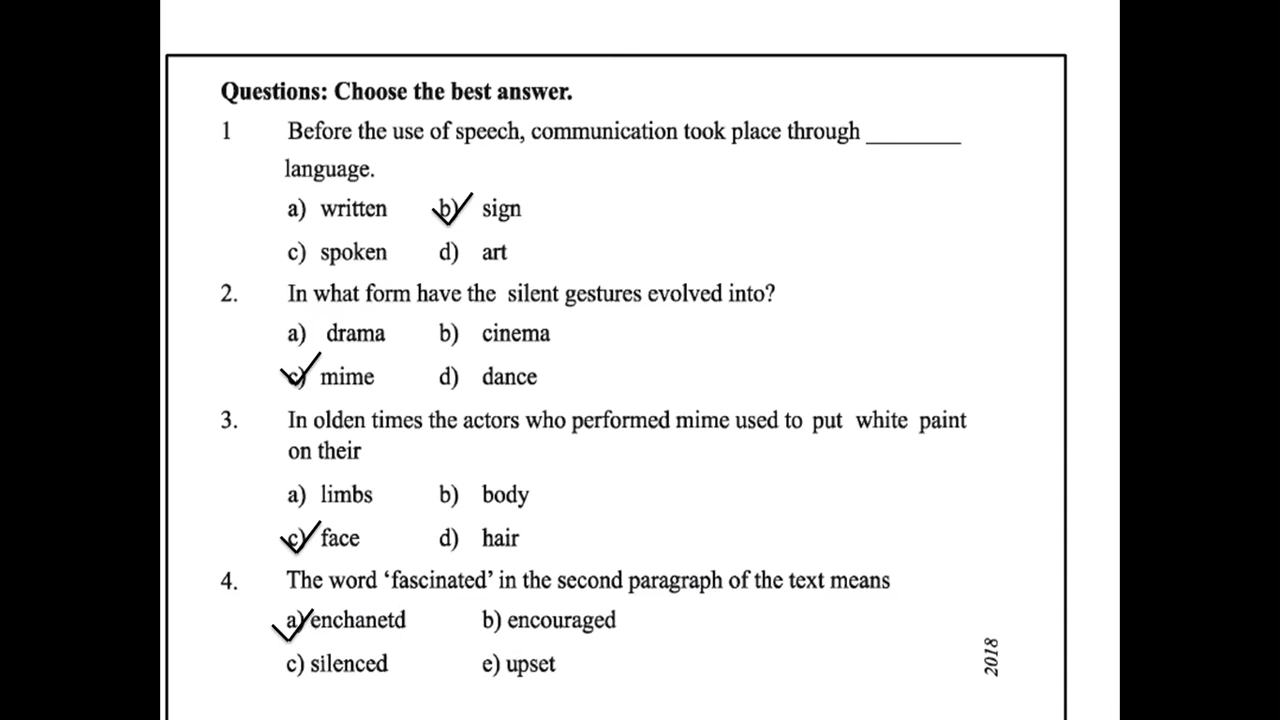 Questions: Choose the best answer.
1 Before the use of speech, communication took place through ________
language.
a) written b) sign
c) spoken d) art
2. In what form have the silent gestures evolved into?
a) drama b) cinema
c) mime d) dance
3. In olden times the actors who performed mime used to put white paint
on their
a) limbs b) body
c) face d) hair
4. The word ‘fascinated’ in the second paragraph of the text means
a) enchanetd b) encouraged
c) silenced e) upset
2018